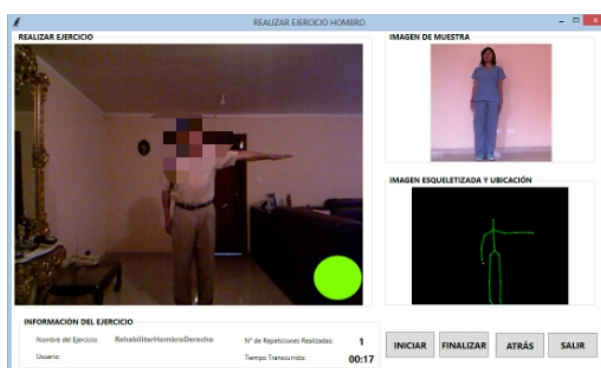 REALIZAR EJERCICIO HOMBRO
REALIZAR EJERCICIO
IMAGEN DE MUESTRA
IMAGEN ESQUELETIZADA Y UBICACIÓN
INFORMACIÓN DEL EJERCICIO
Nombre del Ejercicio: RehabilitarHombroDerecho
N° de Repeticiones Realizadas: 1
Usuario:
Tiempo Transcurrido: 00:17
INICIAR
FINALIZAR
ATRÁS
SALIR